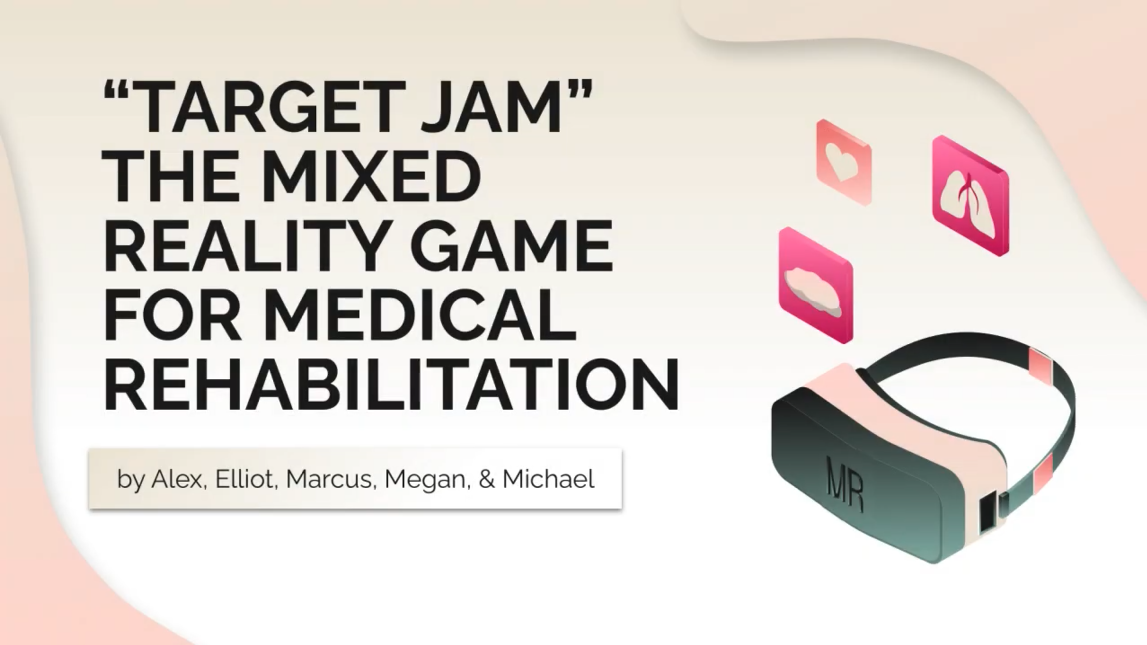 “TARGET JAM”
THE MIXED
REALITY GAME
FOR MEDICAL
REHABILITATION
by Alex, Elliot, Marcus, Megan, & Michael
MR